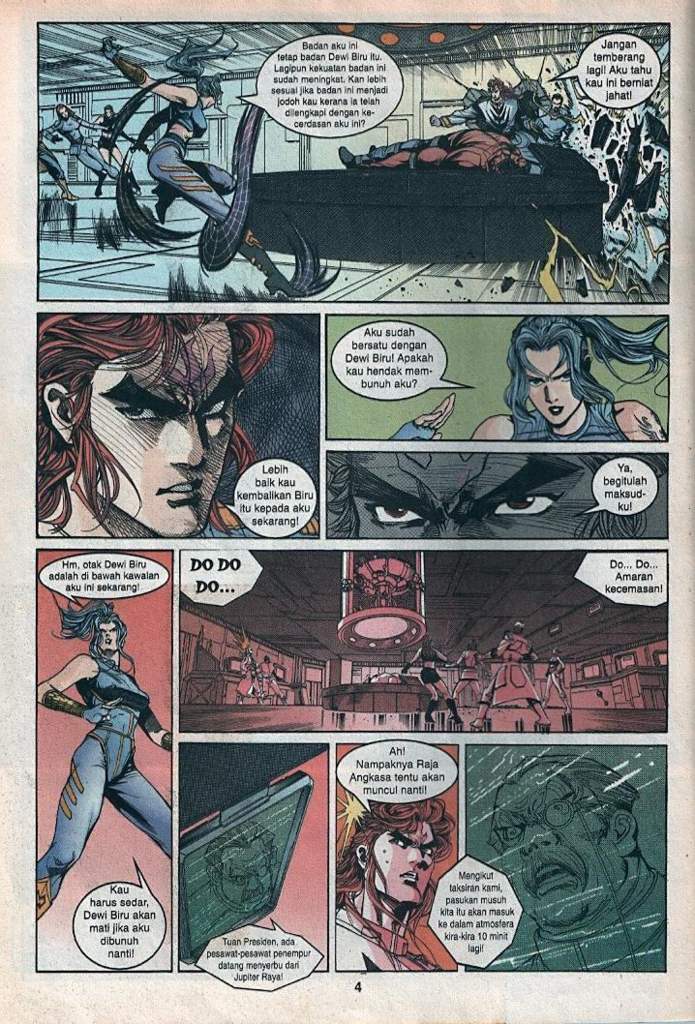 Badan aku ini
tetap badan Dewi Biru itu.
Lagipun kekuatan badan ini
sudah meningkat. Kan lebih
sesuai jika badan ini menjadi
jodoh kau kerana ia telah
dilengkapi dengan ke-
cerdasan aku ini?
Jangan
temberang
lagi! Aku tahu
kau ini berniat
jahat!
Lebih
baik kau
kembalikan Biru
itu kepada aku
sekarang!
Aku sudah
bersatu dengan
Dewi Biru! Apakah
kau hendak mem-
bunuh aku?
Ya,
begitulah
maksud-
ku!
Hm, otak Dewi Biru
adalah di bawah kawalan
aku ini sekarang!
Kau
harus sedar,
Dewi Biru akan
mati jika aku
dibunuh
nanti!
DO DO
DO...
Do... Do...
Amaran
kecemasan!
Tuan Presiden, ada
pesawat-pesawat penempur
datang menyerbu dari
Jupiter Raya!
Ah!
Nampaknya Raja
Angkasa tentu akan
muncul nanti!
Mengikut
taksiran kami,
pasukan musuh
kita itu akan masuk
ke dalam atmosfera
kira-kira 10 minit
lagi!
4